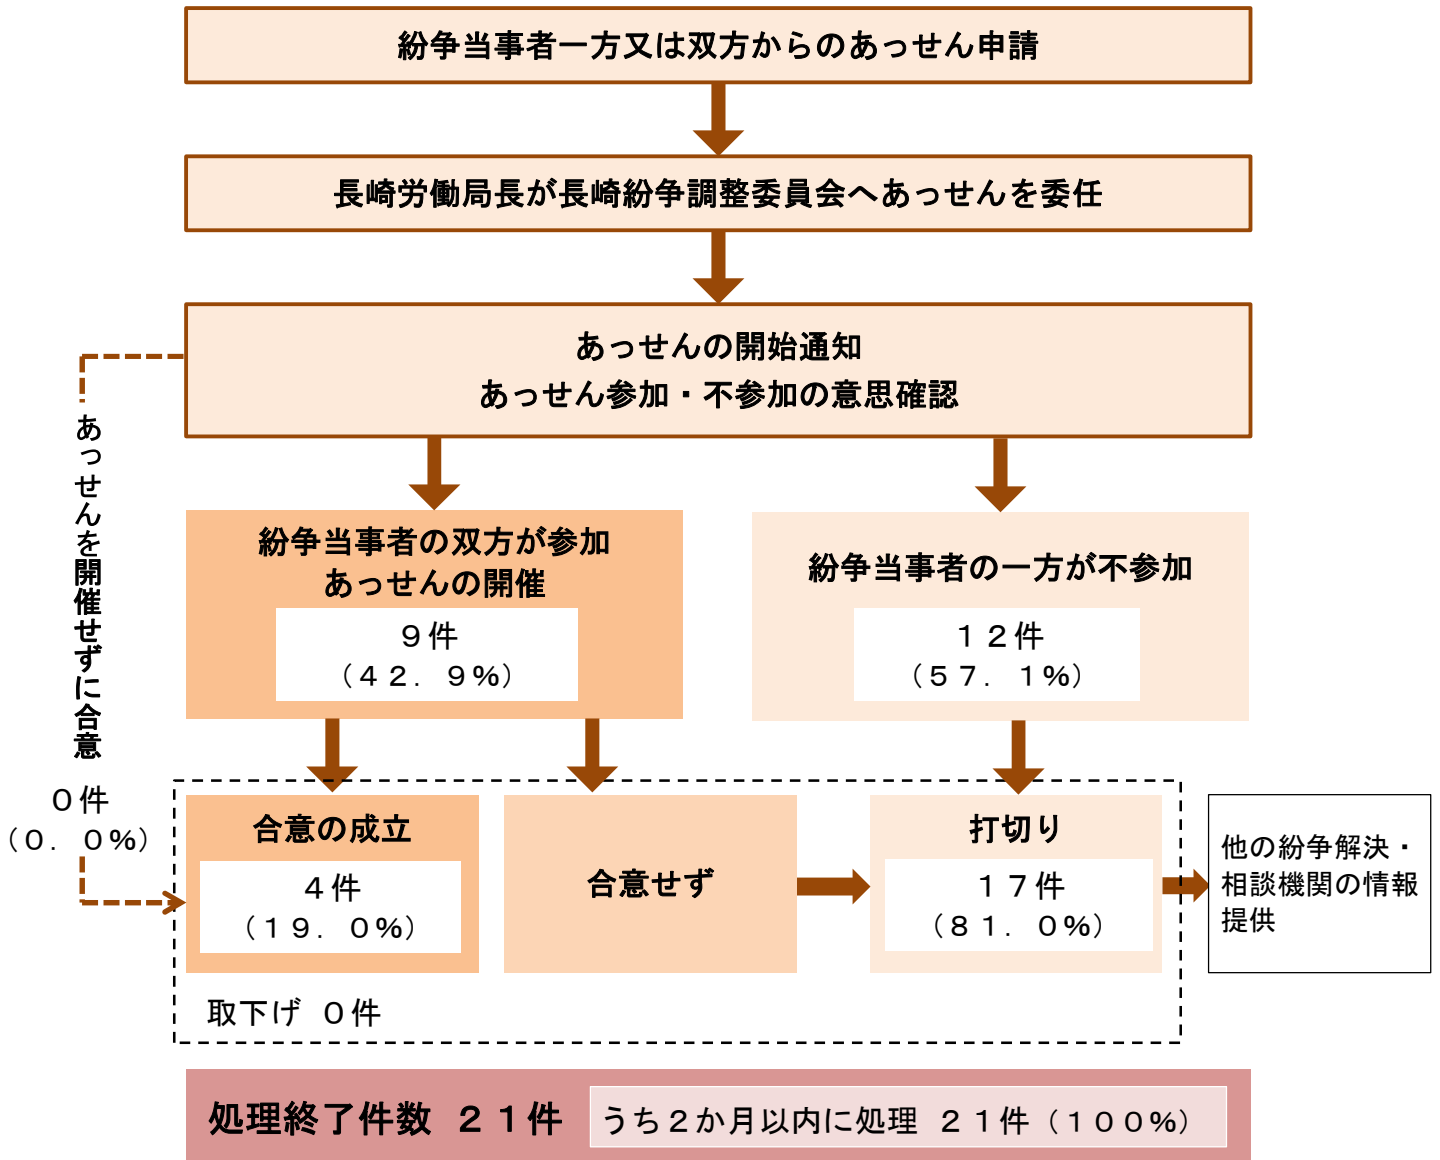 紛争当事者一方又は双方からのあっせん申請
長崎労働局長が長崎紛争調整委員会へあっせんを委任
あっせんの開始通知
あっせん参加・不参加の意思確認
あっせんを開催せずに合意
０件
（０．０%）
紛争当事者の双方が参加
あっせんの開催
９件
（４２．９%）
紛争当事者の一方が不参加
１２件
（５７．１%）
合意の成立
４件
（１９．０%）
合意せず
打切り
１７件
（８１．０%）
他の紛争解決・
相談機関の情報
提供
取下げ ０件
処理終了件数 ２１件
うち２か月以内に処理 ２１件（１００%）